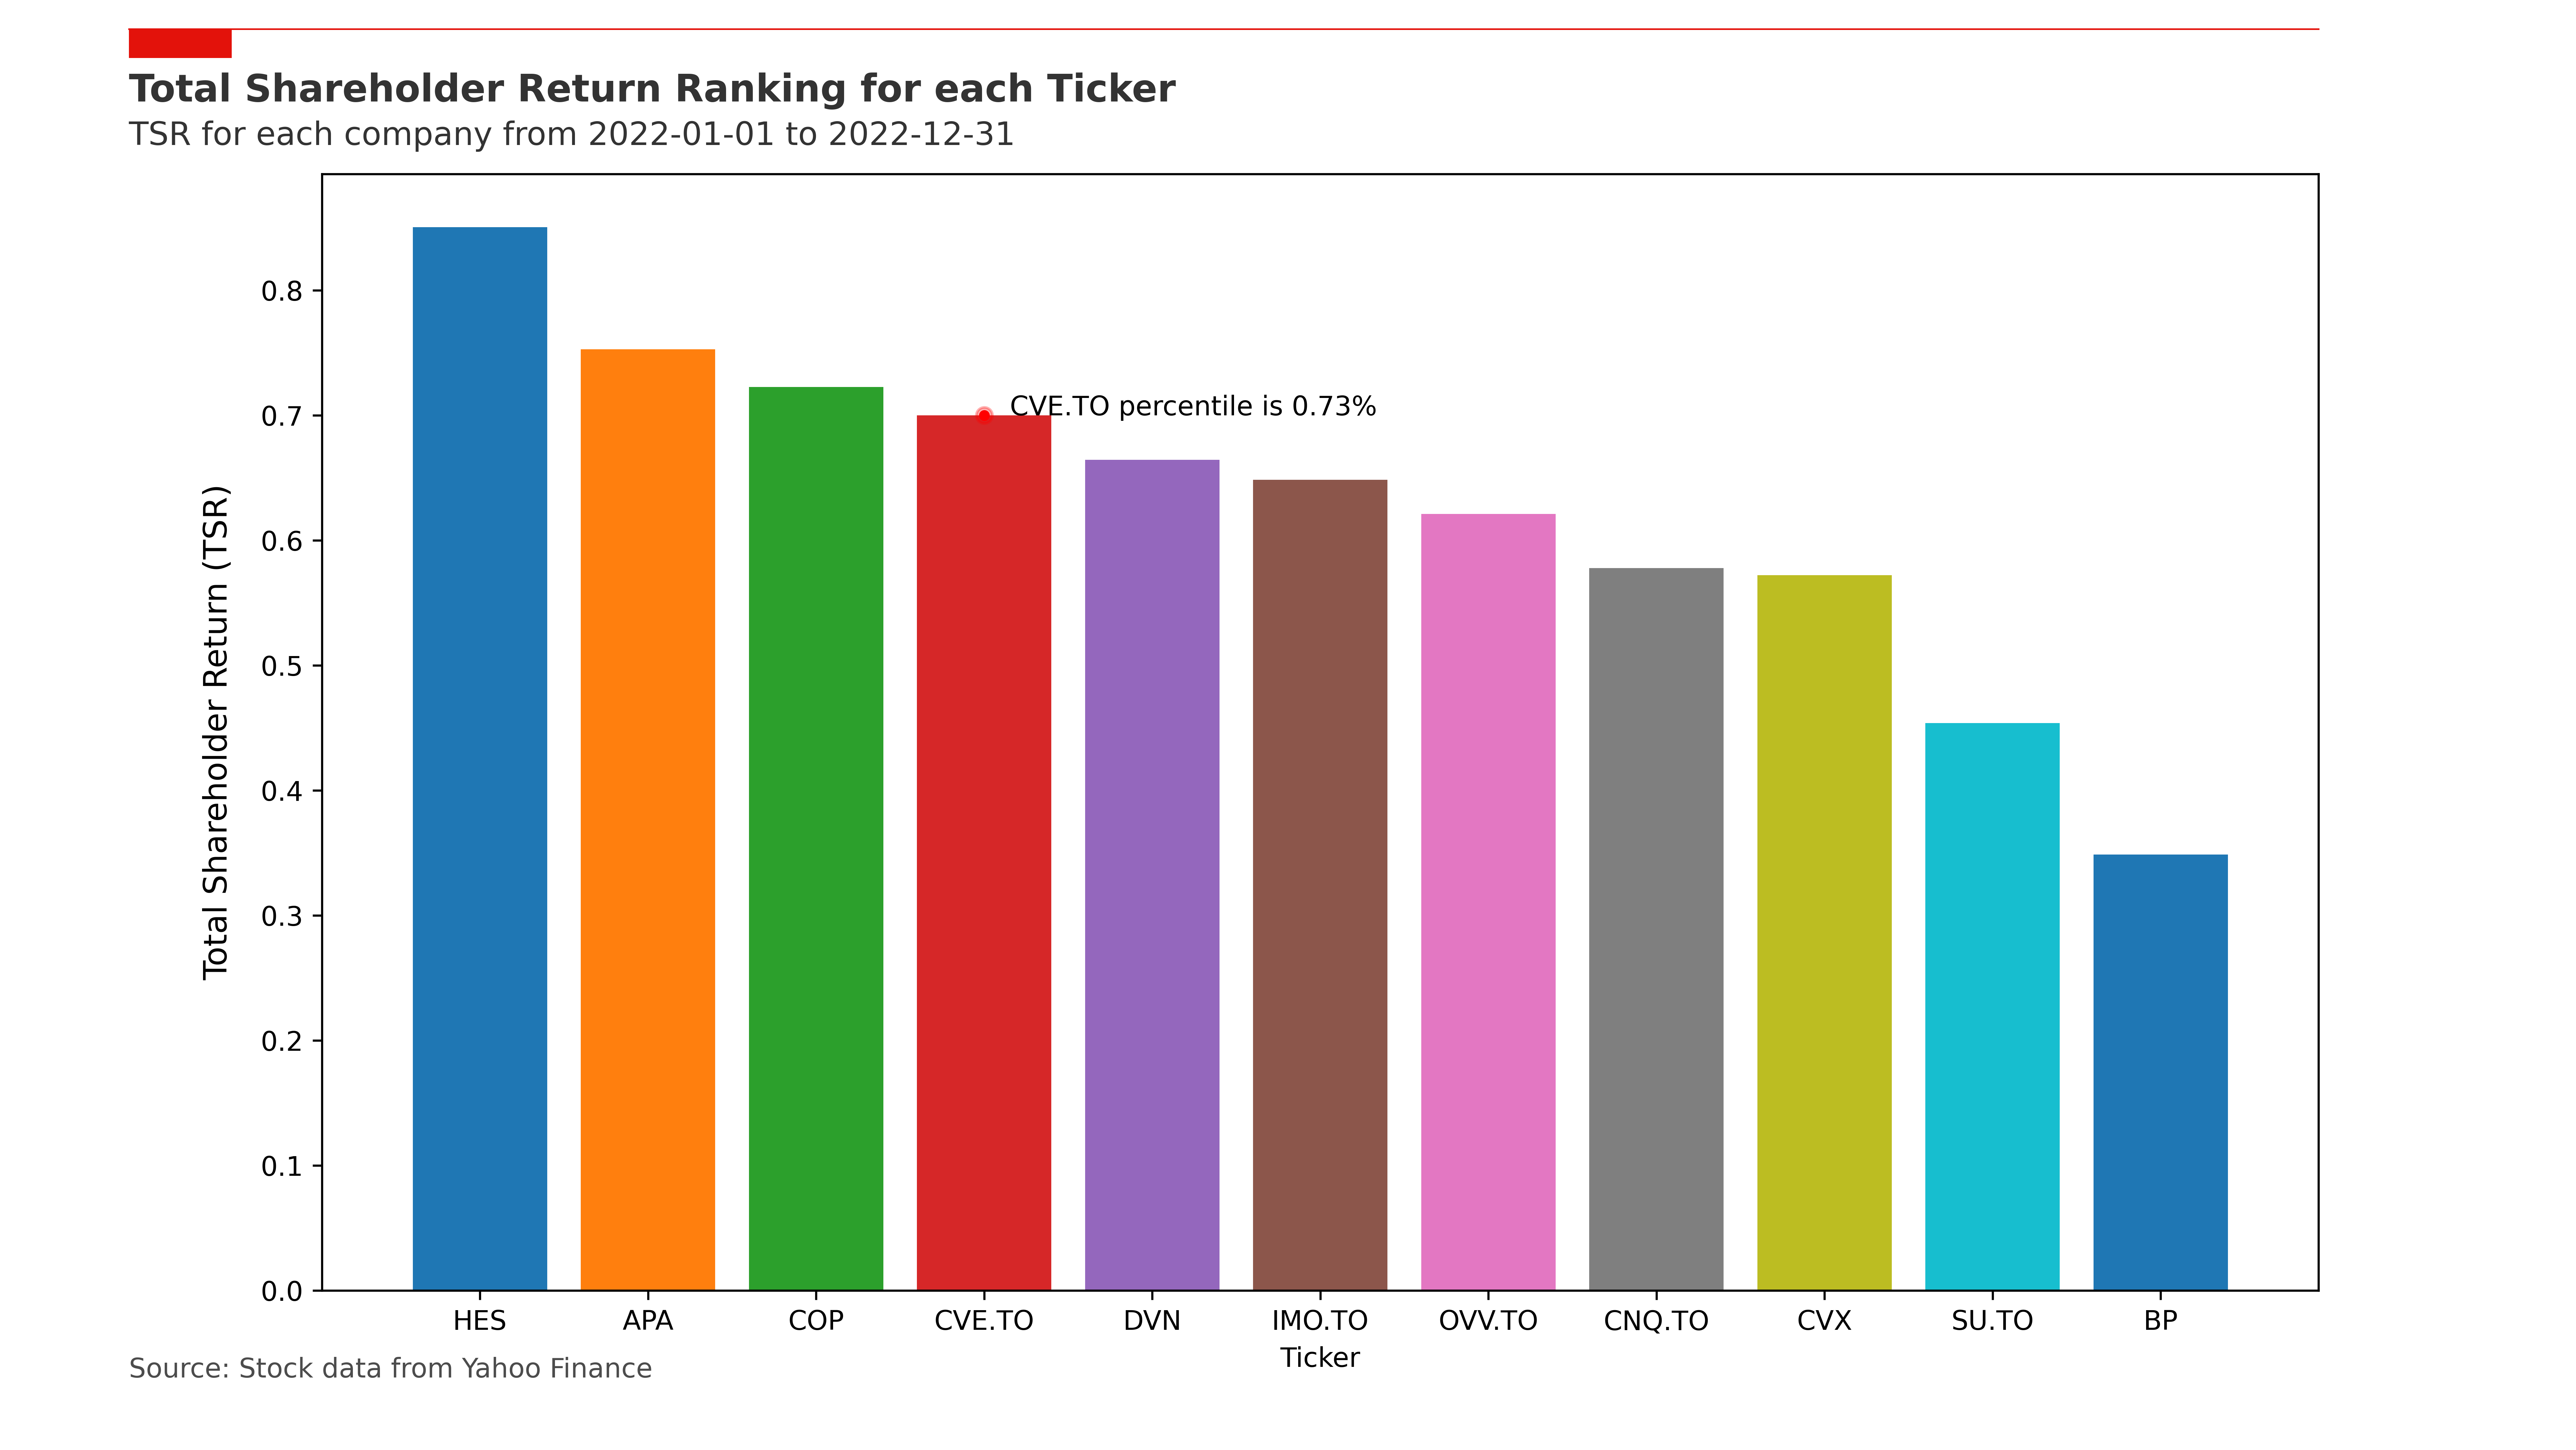 Total Shareholder Return Ranking for each Ticker
TSR for each company from 2022-01-01 to 2022-12-31
Total Shareholder Return (TSR)
0.8
0.7
0.6
0.5
0.4
0.3
0.2
0.1
0.0
CVE.TO percentile is 0.73%
HES APA COP CVE.TO DVN IMO.TO OVV.TO CNQ.TO CVX SU.TO BP
Ticker
Source: Stock data from Yahoo Finance